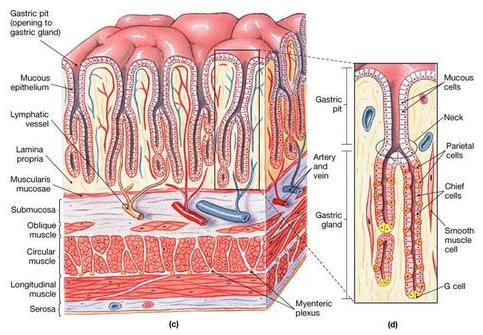 Gastric pit
(opening to
gastric gland)
Mucous
epithelium
Lymphatic
vessel
Lamina
propria
Muscularis
mucosae
Submucosa
Oblique
muscle
Circular
muscle
Longitudinal
muscle
Serosa
(c)
Artery
and
vein
Myenteric
plexus
Gastric
pit
Gastric
gland
Mucous
cells
Neck
Parietal
cells
Chief
cells
Smooth
muscle
cell
G cell
(d)